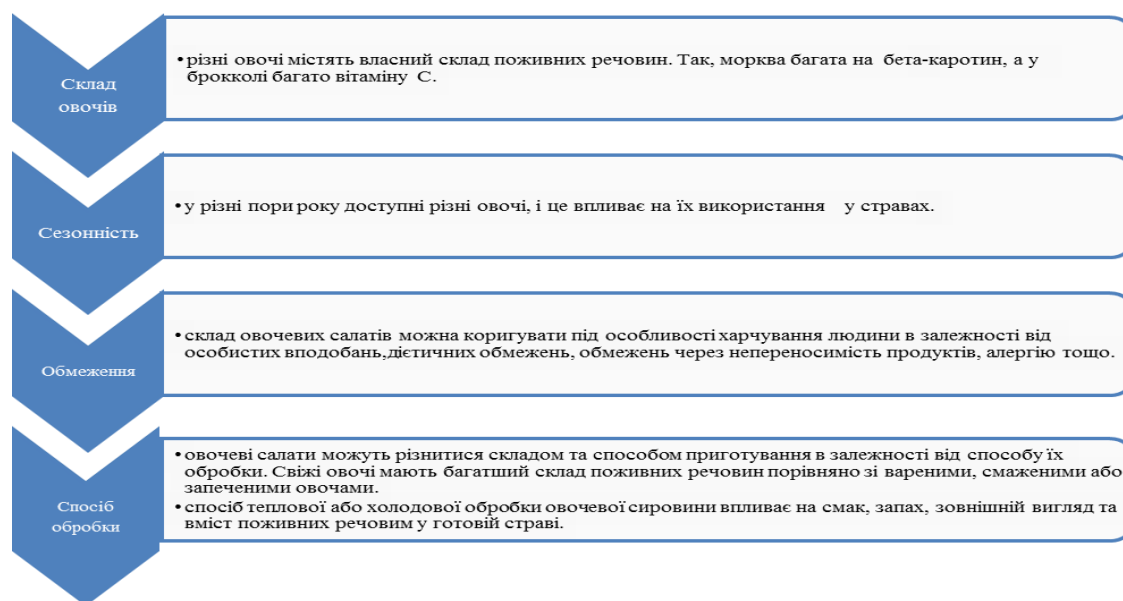 Склад
овочів
•різні овочі містять власний склад поживних речовин. Так, морква багата на бета-каротин, а у
брокколі багато вітаміну С.
Сезонність
•у різні пори року доступні різні овочі, і це впливає на їх використання у стравах.
Обмеження
•склад овочевих салатів можна коригувати під особливості харчування людини в залежності від
особистих вподобань,дієтичних обмежень, обмежень через непереносимість продуктів, алергію тощо.
Спосіб
обробки
•овочеві салати можуть різнитися складом та способом приготування в залежності від способу їх
обробки. Свіжі овочі мають багатший склад поживних речовин порівняно зі вареними, смаженими або
запеченими овочами.
•спосіб теплової або холодової обробки овочевої сировини впливає на смак, запах, зовнішній вигляд та
вміст поживних речовим у готовій страві.